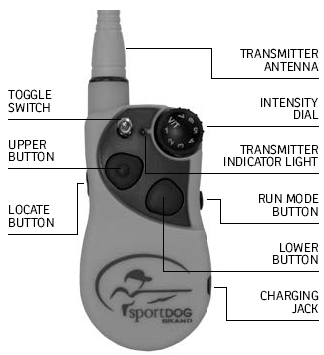 TRANSMITTER
ANTENNA
TOGGLE
SWITCH
INTENSITY
DIAL
UPPER
BUTTON
TRANSMITTER
INDICATOR LIGHT
LOCATE
BUTTON
RUN MODE
BUTTON
LOWER
BUTTON
CHARGING
JACK
V/T
sportDOG
BRAND